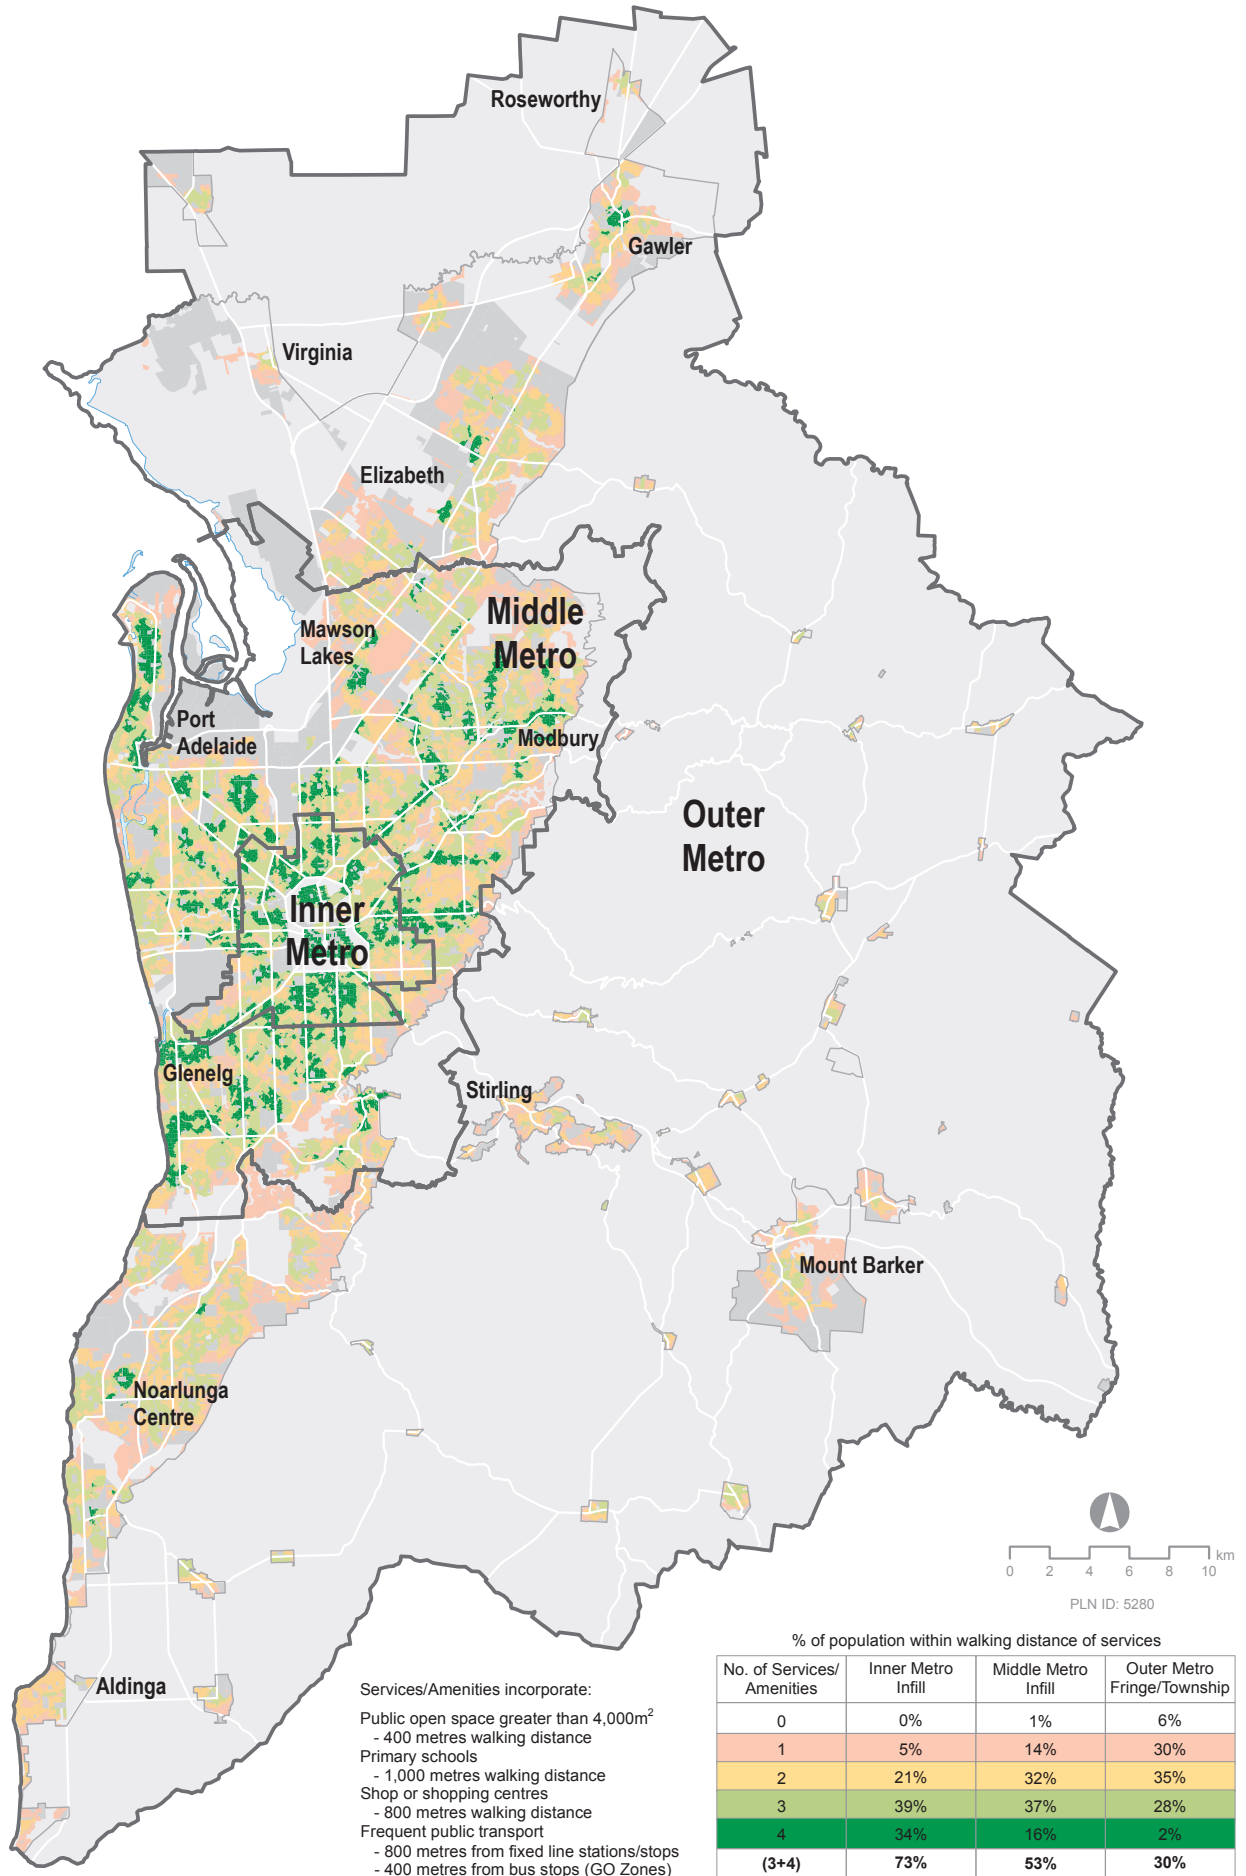 Roseworthy
Gawler
Virginia
Elizabeth
Middle
Metro
Mawson
Lakes
Port
Adelaide
Modbury
Outer
Metro
Inner
Metro
Glenelg
Stirling
Mount Barker
Noarlunga
Centre
Aldinga
km
0 2 4 6 8 10
PLN ID: 5280
Services/Amenities incorporate:
Public open space greater than 4,000m²
- 400 metres walking distance
Primary schools
- 1,000 metres walking distance
Shop or shopping centres
- 800 metres walking distance
Frequent public transport
- 800 metres from fixed line stations/stops
- 400 metres from bus stops (GO Zones)
% of population within walking distance of services
No. of Services/ Inner Metro Middle Metro Outer Metro
Amenities Infill Infill Fringe/Township
0 0% 1% 6%
1 5% 14% 30%
2 21% 32% 35%
3 39% 37% 28%
4 34% 16% 2%
(3+4) 73% 53% 30%